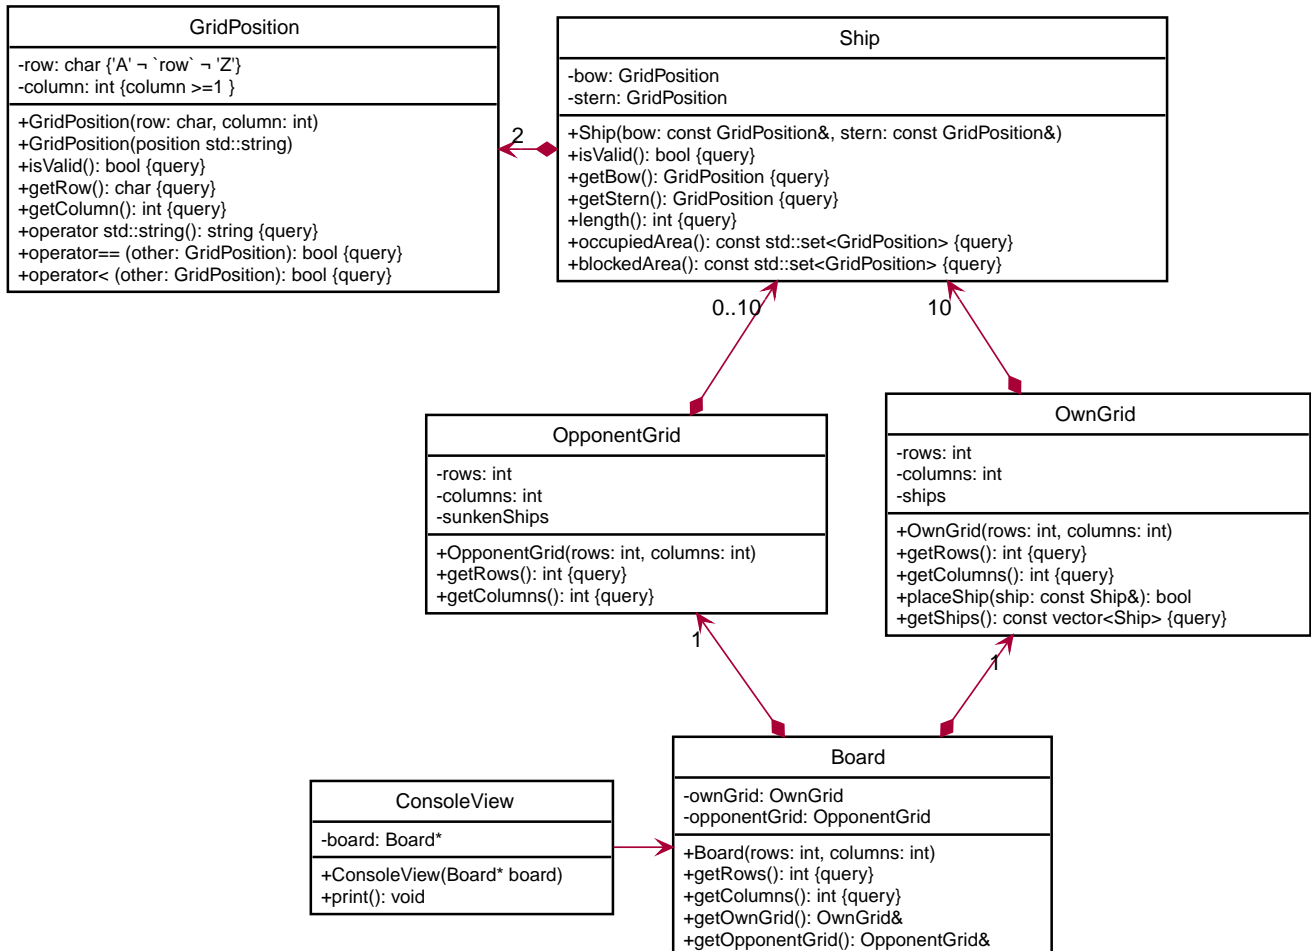 GridPosition
-row: char {'A' ¬ `row` ¬ 'Z'}
-column: int {column >=1 }
+GridPosition(row: char, column: int)
+GridPosition(position std::string)
+isValid(): bool {query}
+getRow(): char {query}
+getColumn(): int {query}
+operator std::string(): string {query}
+operator== (other: GridPosition): bool {query}
+operator< (other: GridPosition): bool {query}
2
Ship
-bow: GridPosition
-stern: GridPosition
+Ship(bow: const GridPosition&, stern: const GridPosition&)
+isValid(): bool {query}
+getBow(): GridPosition {query}
+getStern(): GridPosition {query}
+length(): int {query}
+occupiedArea(): const std::set<GridPosition> {query}
+blockedArea(): const std::set<GridPosition> {query}
0..10
10
OpponentGrid
-rows: int
-columns: int
-sunkenShips
+OpponentGrid(rows: int, columns: int)
+getRows(): int {query}
+getColumns(): int {query}
OwnGrid
-rows: int
-columns: int
-ships
+OwnGrid(rows: int, columns: int)
+getRows(): int {query}
+getColumns(): int {query}
+placeShip(ship: const Ship&): bool
+getShips(): const vector<Ship> {query}
1
1
ConsoleView
-board: Board*
+ConsoleView(Board* board)
+print(): void
Board
-ownGrid: OwnGrid
-opponentGrid: OpponentGrid
+Board(rows: int, columns: int)
+getRows(): int {query}
+getColumns(): int {query}
+getOwnGrid(): OwnGrid&
+getOpponentGrid(): OpponentGrid&